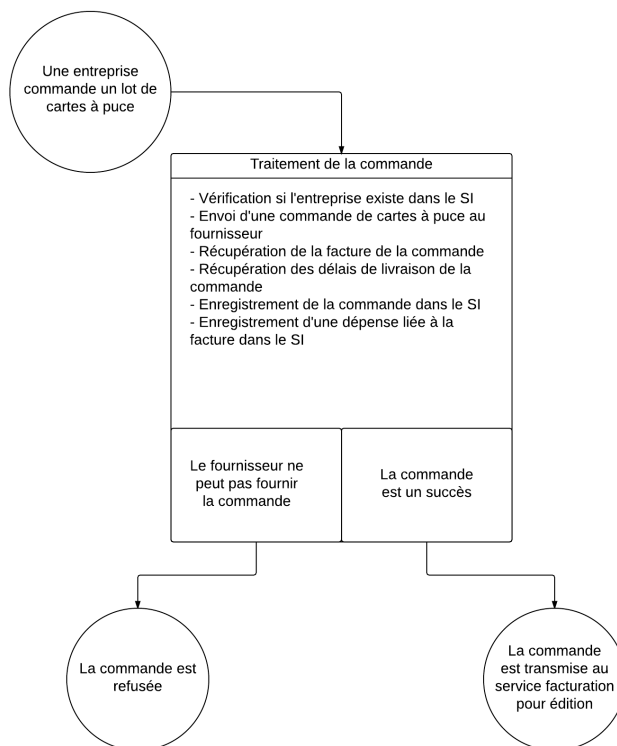 Une entreprise
commande un lot de
cartes à puce
Traitement de la commande
- Vérification si l'entreprise existe dans le SI
- Envoi d'une commande de cartes à puce au
fournisseur
- Récupération de la facture de la commande
- Récupération des délais de livraison de la
commande
- Enregistrement de la commande dans le SI
- Enregistrement d'une dépense liée à la
facture dans le SI
Le fournisseur ne
peut pas fournir
la commande
La commande
est un succès
La commande est
refusée
La commande
est transmise au
service facturation
pour édition